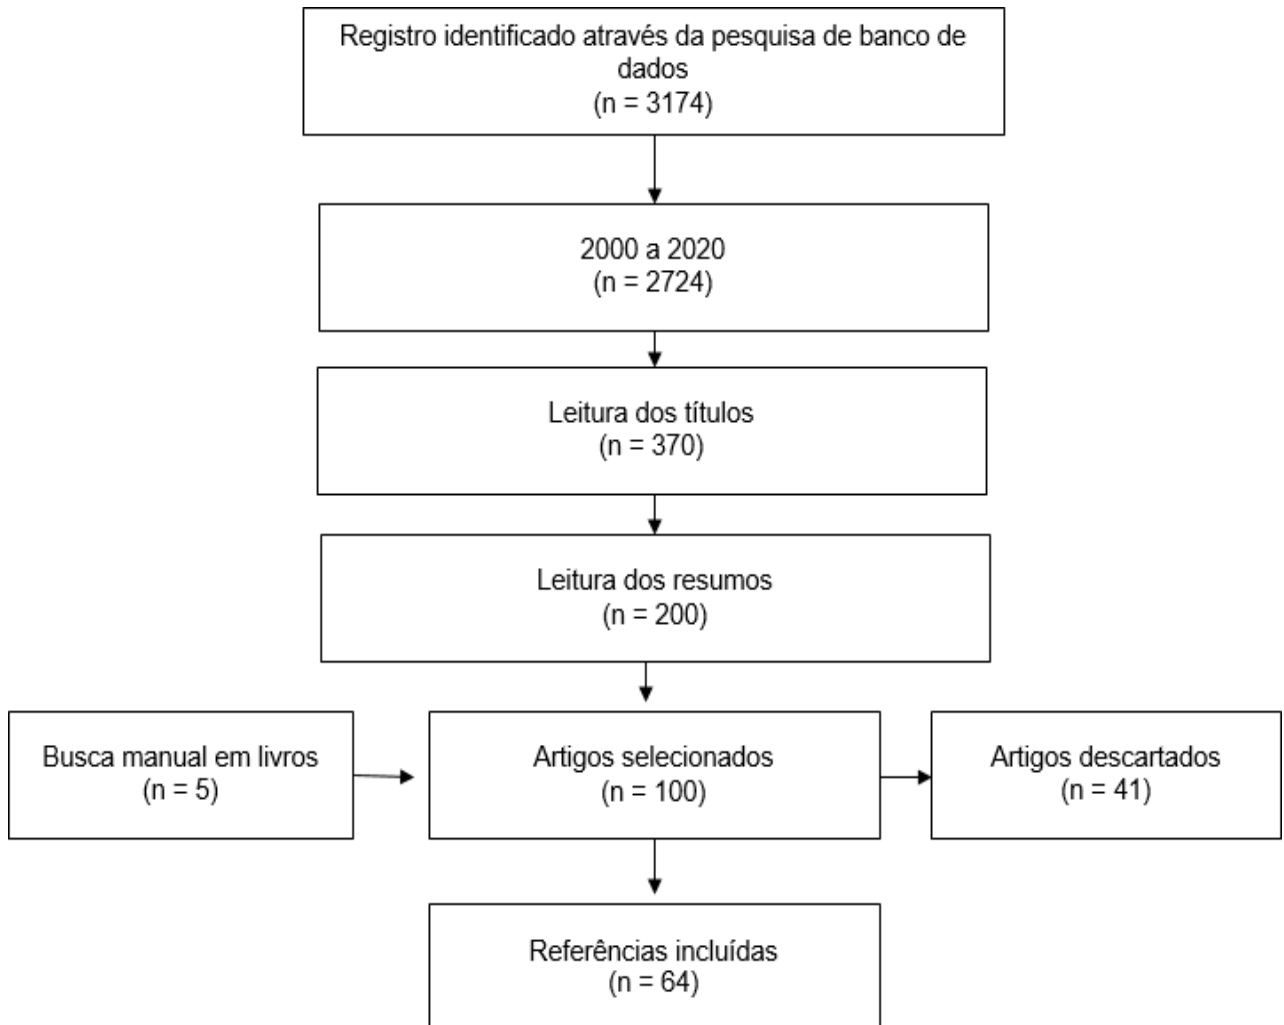 Registro identificado através da pesquisa de banco de
dados
(n = 3174)
2000 a 2020
(n = 2724)
Leitura dos títulos
(n = 370)
Leitura dos resumos
(n = 200)
Busca manual em livros
(n = 5)
Artigos selecionados
(n = 100)
Artigos descartados
(n = 41)
Referências incluídas
(n = 64)